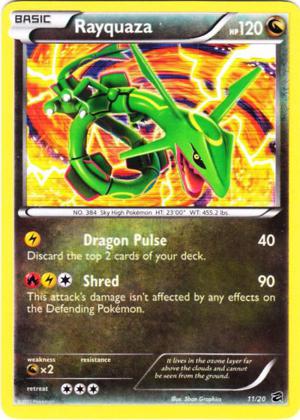 BASIC
Rayquaza HP120
NO. 384 Sky High Pokémon HT: 23'00" WT: 455.2 lbs.
Dragon Pulse 40
Discard the top 2 cards of your deck.
Shred 90
This attack's damage isn't affected by any effects on
the Defending Pokémon.
weakness resistance
×2
It lives in the ozone layer far
above the clouds and cannot
be seen from the ground.
retreat
Illus. 5ban Graphics 11/20